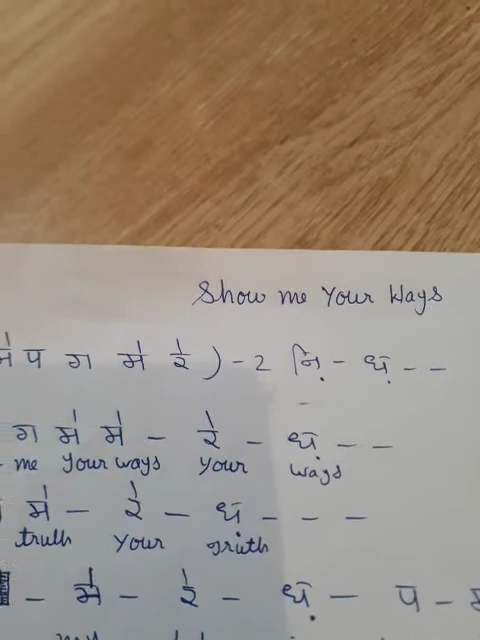 Show me Your Ways
मं॑ प ग मं॑ रे॑ ) - 2 नि़ - ध़ - -
ग मं॑ मं॑ - रे॑ - ध़ - -
- me your ways your ways
मं॑ - रे॑ - ध़ - - -
truth your truth
- मं॑ - रे॑ - ध़ - प -